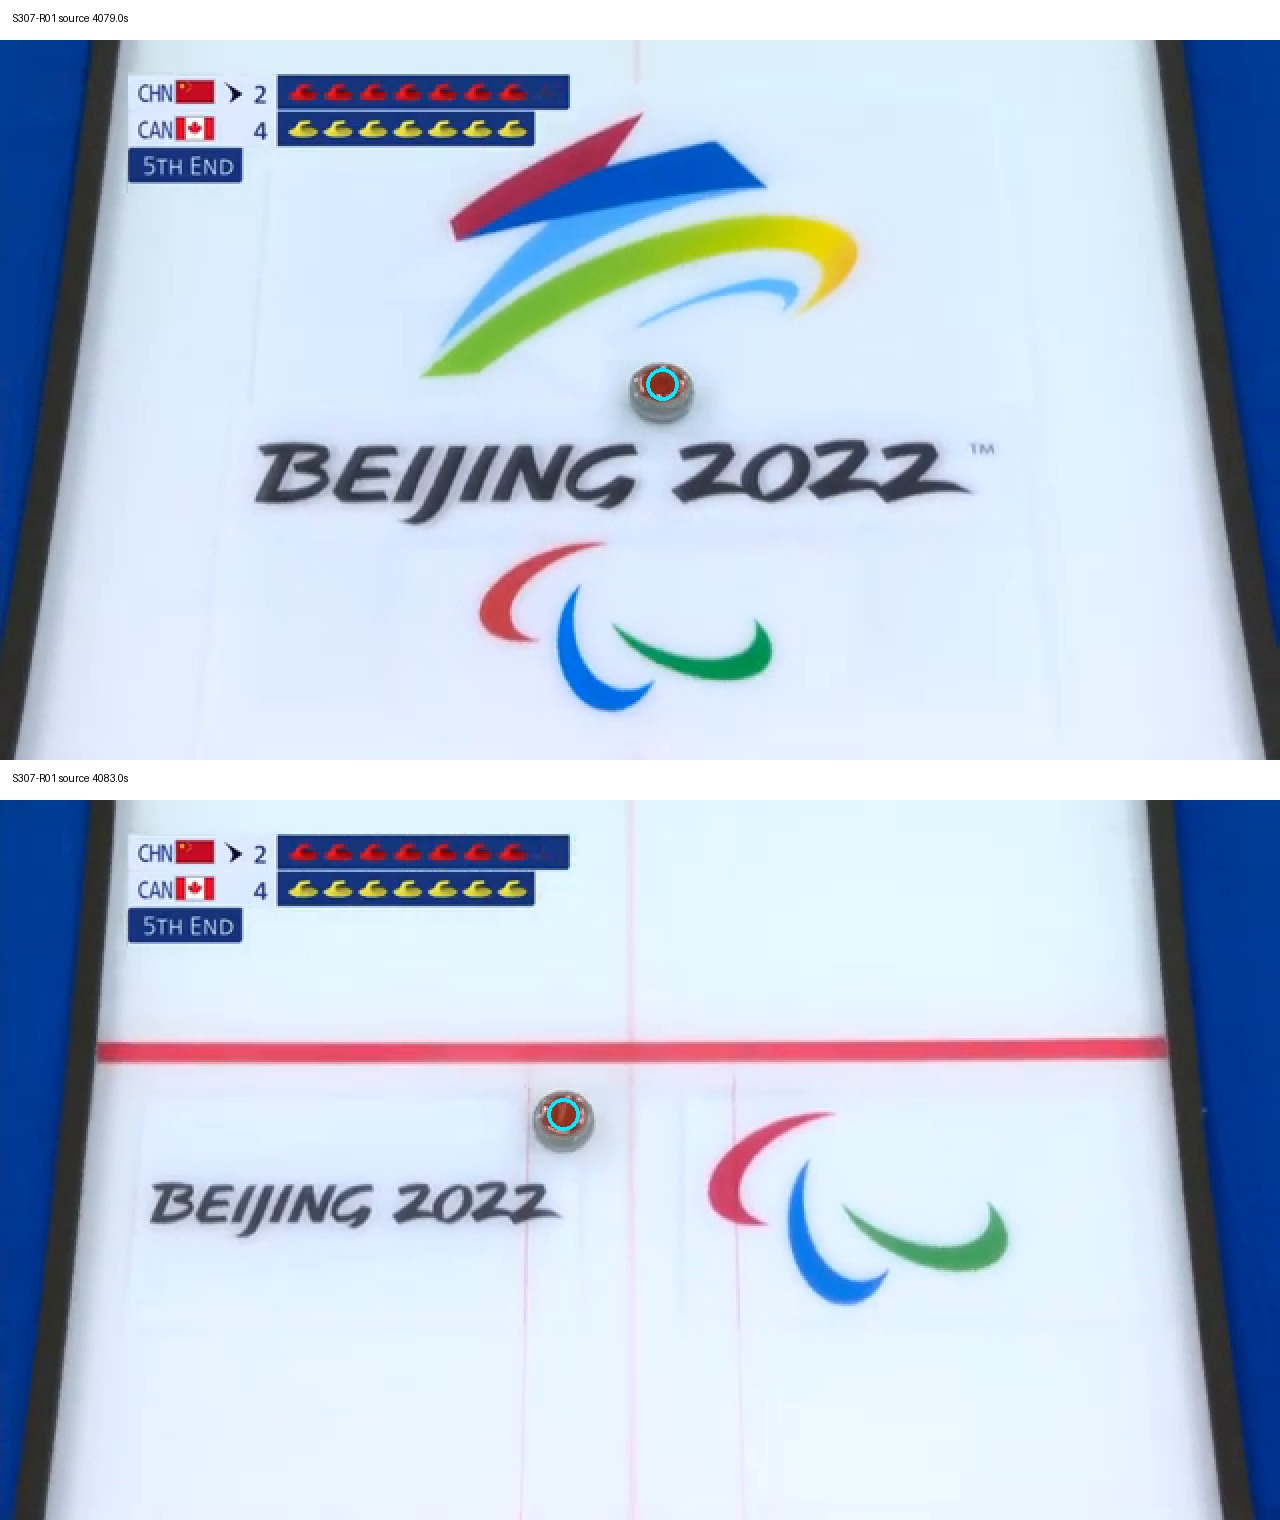 S307-R01 source 4079.0s
CHN 2
CAN 4
5TH END
BEIJING 2022 ™
S307-R01 source 4083.0s
CHN 2
CAN 4
5TH END
BEIJING 2022